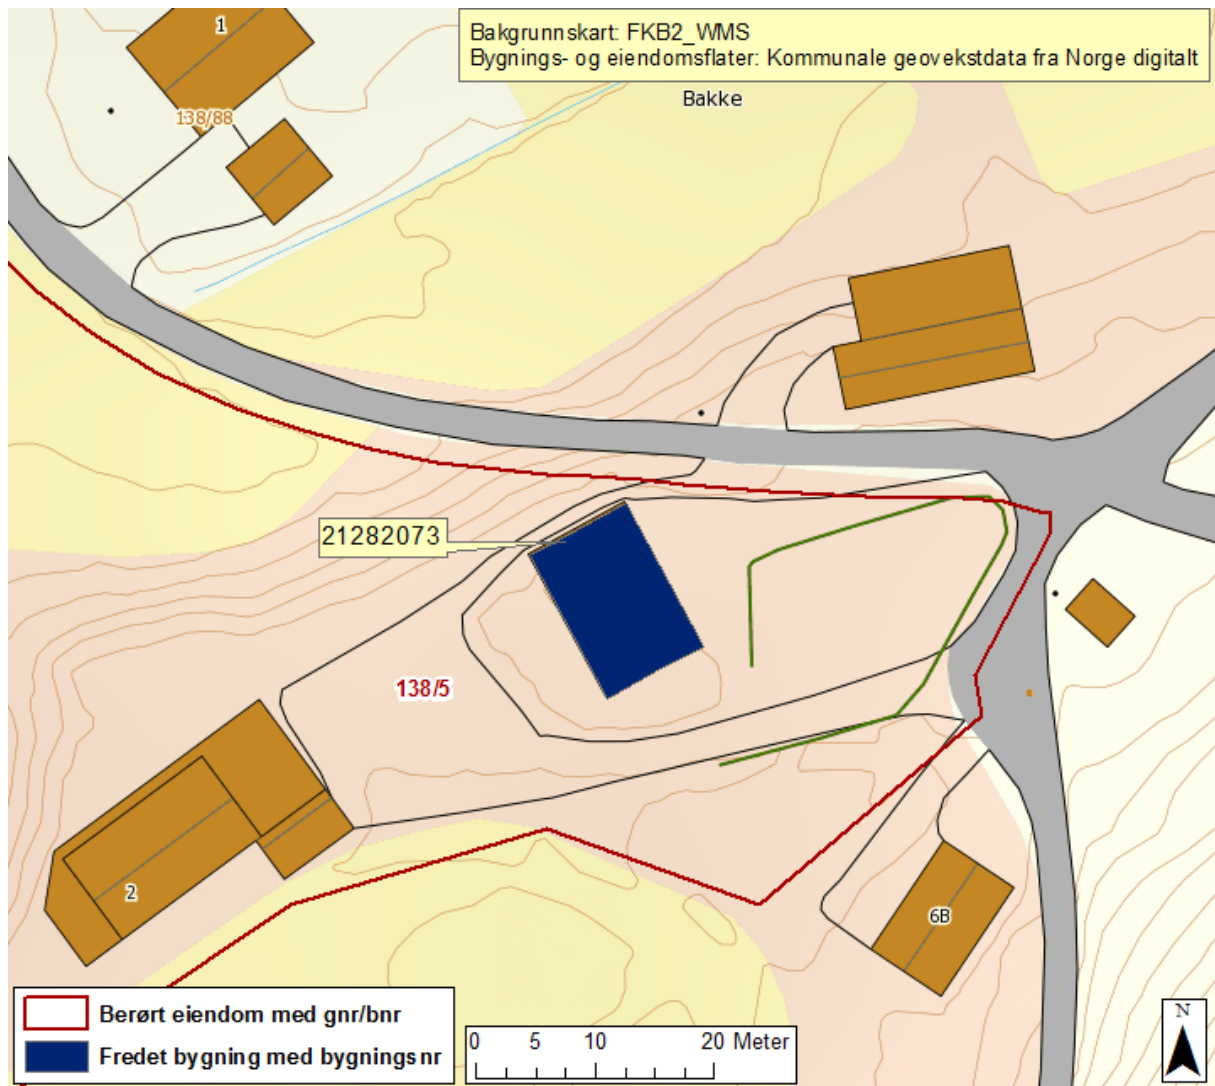 1
Bakgrunnskart: FKB2_WMS
Bygnings- og eiendomsflater: Kommunale geovekstdata fra Norge digitalt
Bakke
138/88
21282073
138/5
2
6B
Berørt eiendom med gnr/bnr
Fredet bygning med bygningsnr
0 5 10 20 Meter
N